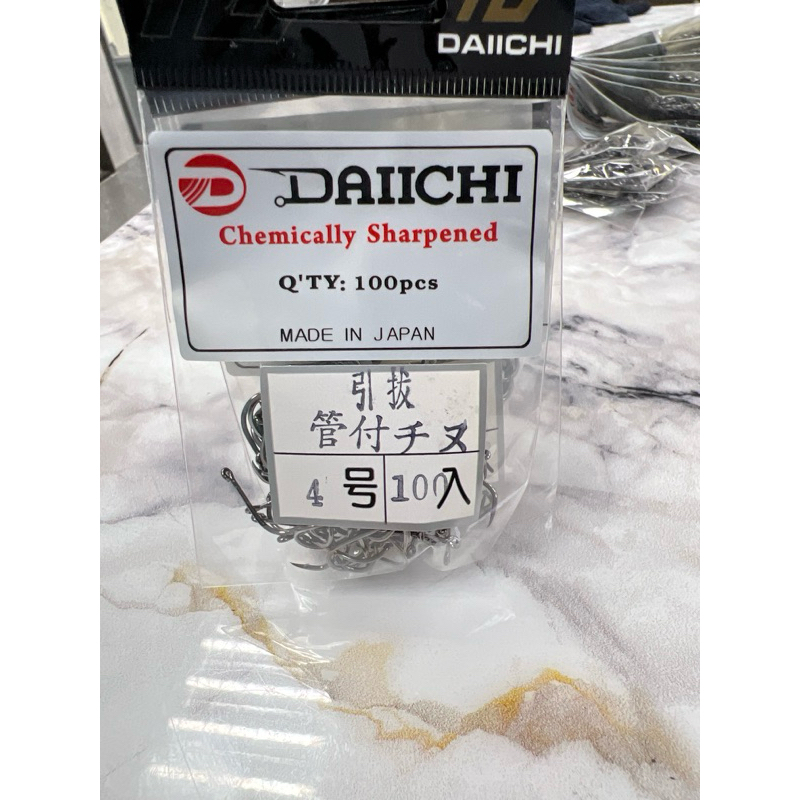 DAIICHI
DAIICHI
Chemically Sharpened
Q'TY: 100pcs
MADE IN JAPAN
引抜
管付チヌ
4号 100入